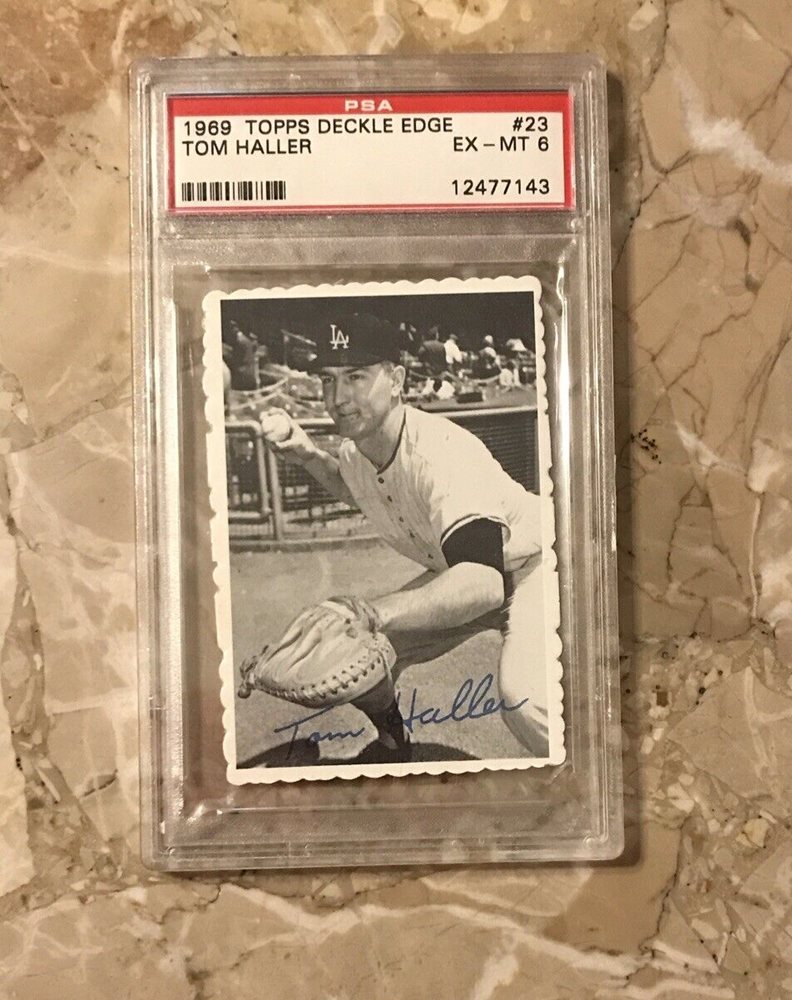 PSA
1969 TOPPS DECKLE EDGE #23
TOM HALLER EX-MT 6
12477143
LA
Tom Haller